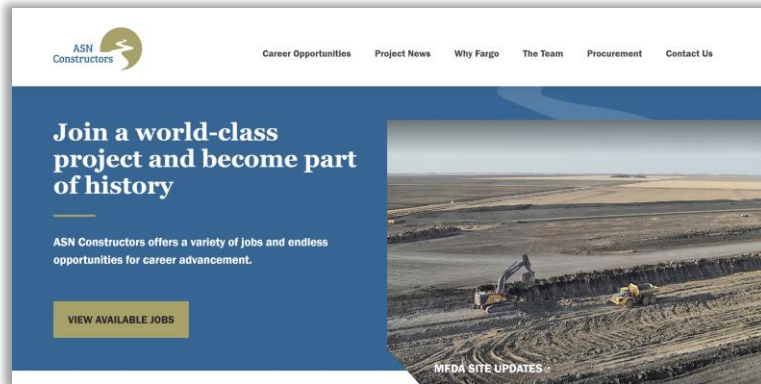 ASN
Constructors
Career Opportunities
Project News
Why Fargo
The Team
Procurement
Contact Us
Join a world-class
project and become part
of history
ASN Constructors offers a variety of jobs and endless
opportunities for career advancement.
VIEW AVAILABLE JOBS
MFDA SITE UPDATES